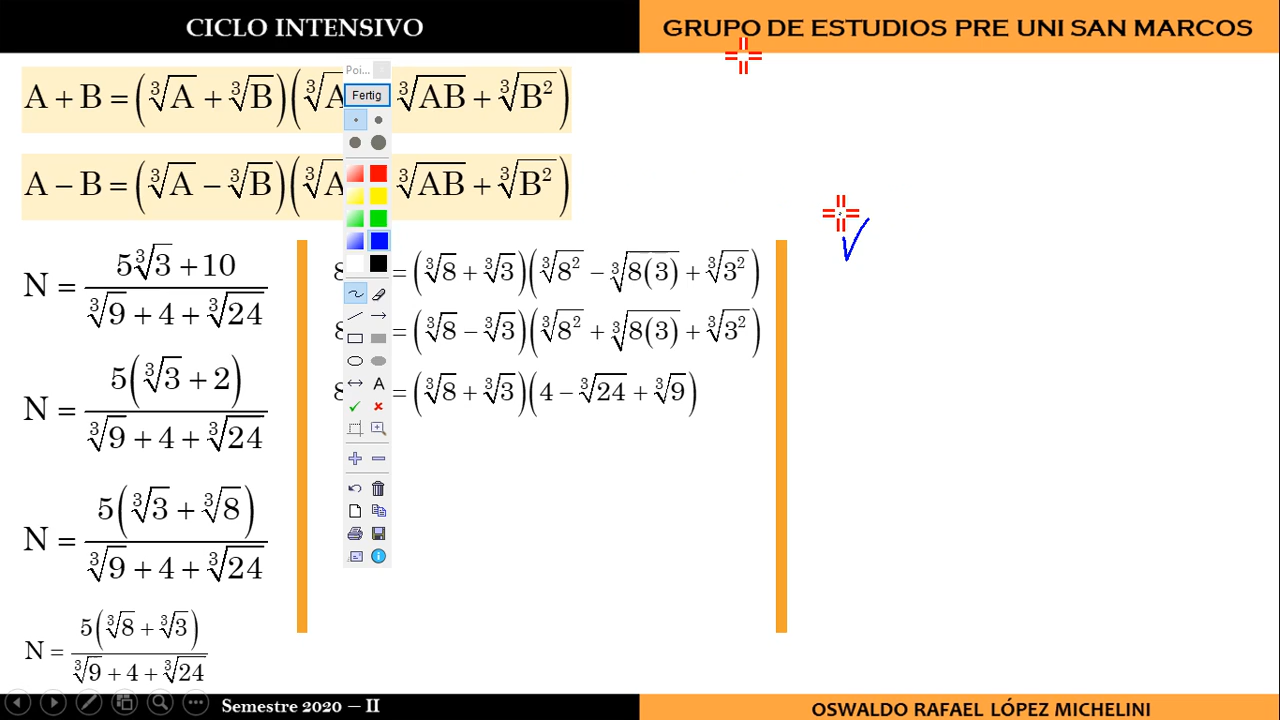 CICLO INTENSIVO
GRUPO DE ESTUDIOS PRE UNI SAN MARCOS
A + B = (∛A + ∛B)(∛A ∛AB + ∛B²)
A − B = (∛A − ∛B)(∛A ∛AB + ∛B²)
Poi...
Fertig
A
N = (5∛3 + 10)/(∛9 + 4 + ∛24)
N = 5(∛3 + 2)/(∛9 + 4 + ∛24)
N = 5(∛3 + ∛8)/(∛9 + 4 + ∛24)
N = 5(∛8 + ∛3)/(∛9 + 4 + ∛24)
8 = (∛8 + ∛3)(∛8² − ∛8(3) + ∛3²)
8 = (∛8 − ∛3)(∛8² + ∛8(3) + ∛3²)
8 = (∛8 + ∛3)(4 − ∛24 + ∛9)
Semestre 2020 – II
OSWALDO RAFAEL LÓPEZ MICHELINI